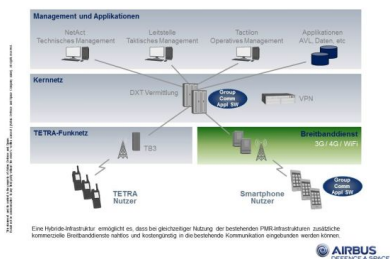 Management und Applikationen
NetAct
Technisches Management
Leitstelle
Taktisches Management
Tactilon
Operatives Management
Applikationen
AVL, Daten, etc
Kernnetz
DXT Vermittlung
Group
Comm
Appl SW
VPN
TETRA-Funknetz
TB3
Breitbanddienst
3G / 4G / WiFi
TETRA
Nutzer
Smartphone
Nutzer
Group
Comm
Appl SW
Eine Hybride-Infrastruktur ermöglicht es, dass bei gleichzeitiger Nutzung der bestehenden PMR-Infrastrukturen zusätzliche
kommerzielle Breitbanddienste nahtlos und kostengünstig in die bestehende Kommunikation eingebunden werden können.
AIRBUS
DEFENCE & SPACE